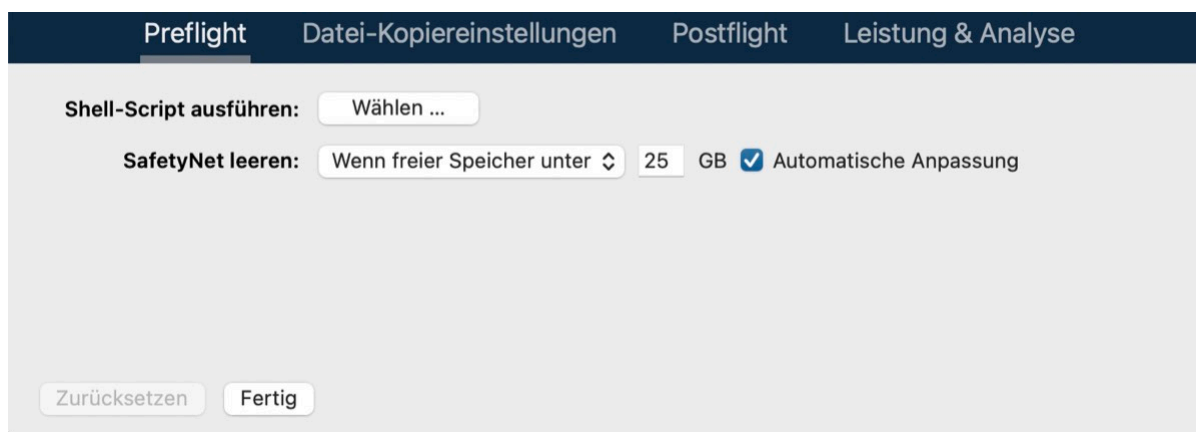 Preflight Datei-Kopiereinstellungen Postflight Leistung & Analyse
Shell-Script ausführen: Wählen ...
SafetyNet leeren: Wenn freier Speicher unter 25 GB Automatische Anpassung
Zurücksetzen Fertig